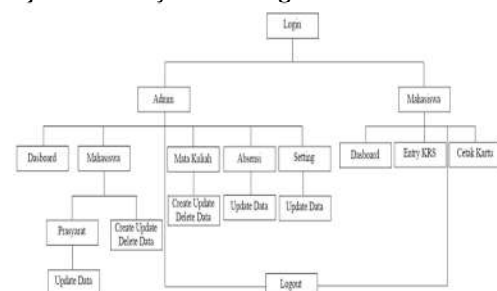 Login
Admin
Mahasiswa
Dasboard
Mahasiswa
Mata Kuliah
Absensi
Setting
Dasboard
Entry KRS
Cetak Kartu
Create Update
Delete Data
Update Data
Update Data
Prasyarat
Create Update
Delete Data
Update Data
Logout